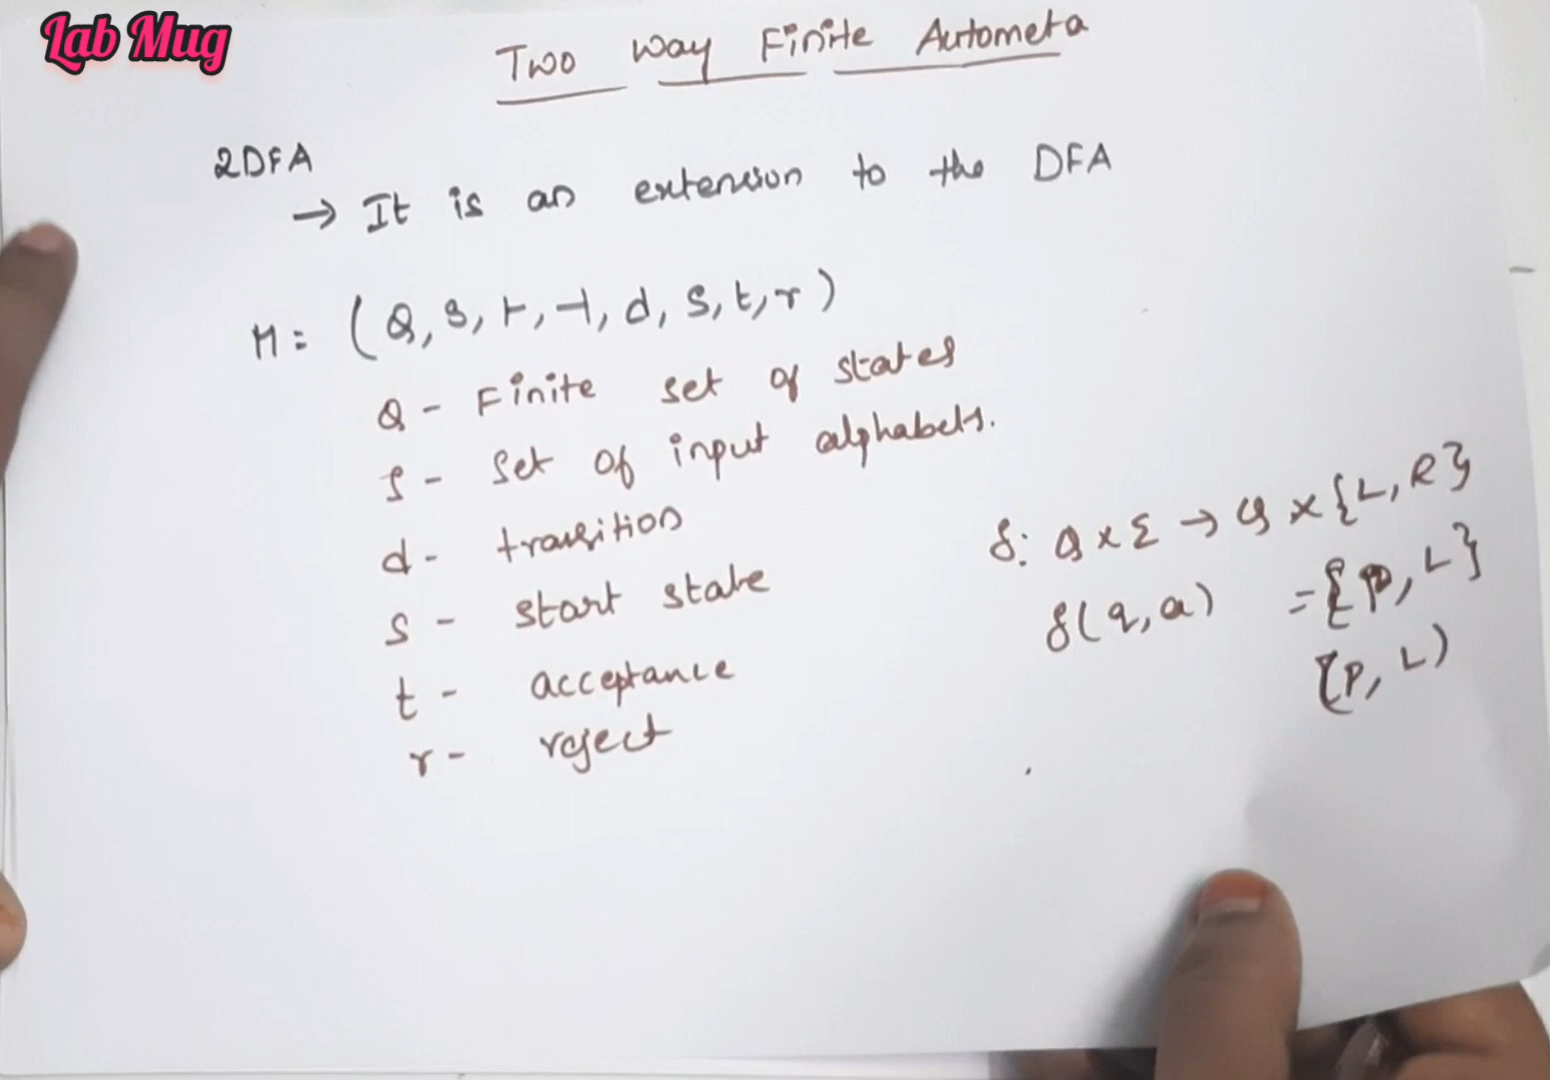 Lab Mug
Two Way Finite Autometa
2DFA
→ It is an extension to the DFA
M = (Q, S, ⊢, ⊣, d, S, t, r)
Q - Finite set of states
S - Set of input alphabets.
d - transition
S - start state
t - acceptance
r - reject
δ: Q × Σ → Q × {L, R}
δ(q, a) = {P, L}
{P, L)